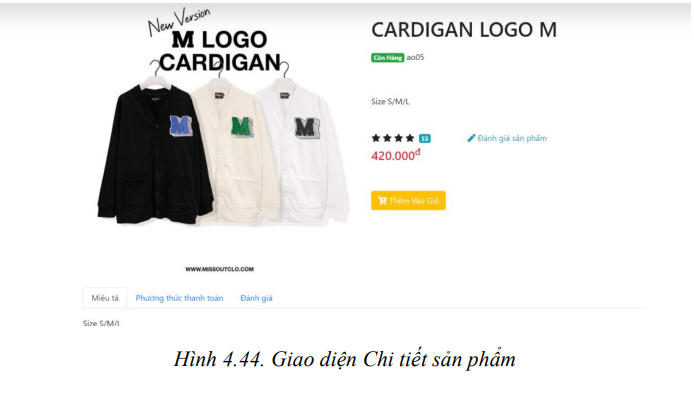 New Version
M LOGO
CARDIGAN
M
M
M
WWW.MISSOUTCLO.COM
CARDIGAN LOGO M
Còn Hàng ao05
Size S/M/L
53 Đánh giá sản phẩm
420.000đ
Thêm Vào Giỏ
Miêu tả Phương thức thanh toán Đánh giá
Size S/M/L
Hình 4.44. Giao diện Chi tiết sản phẩm